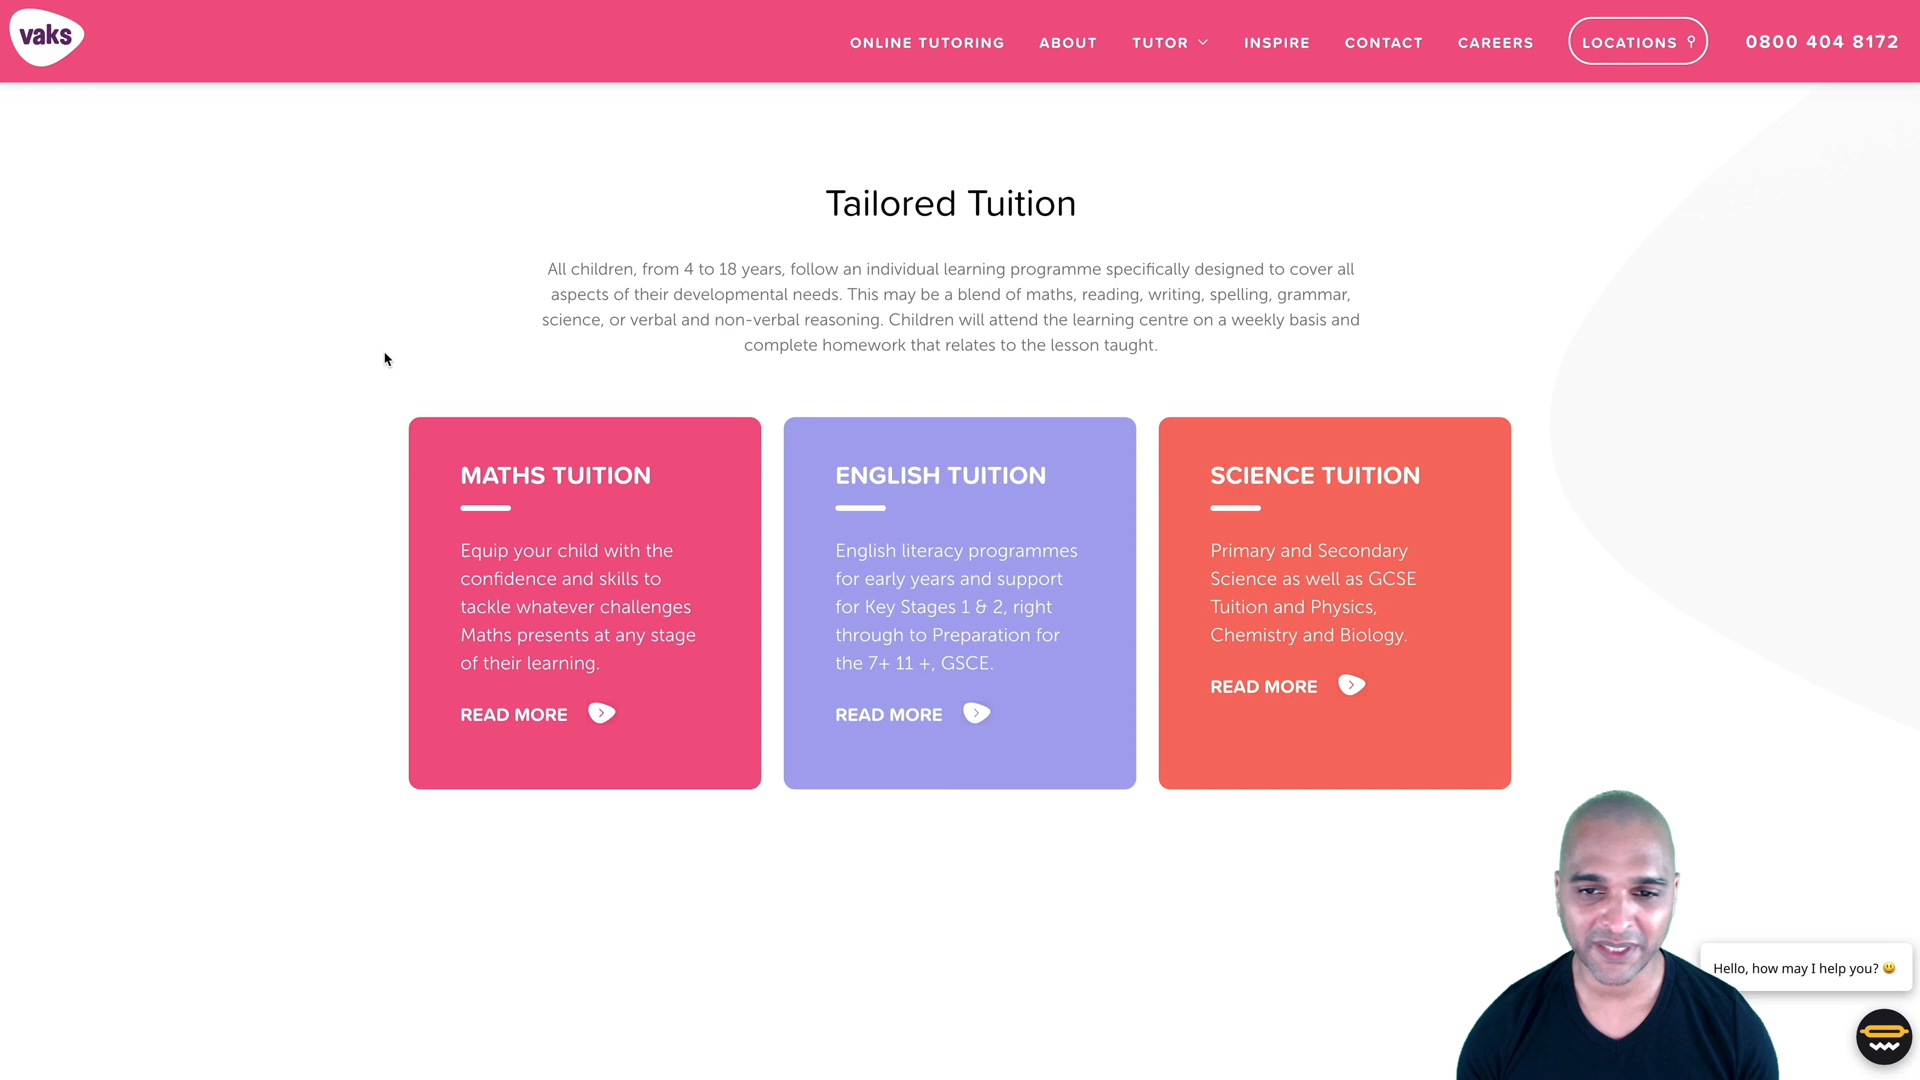 vaks
ONLINE TUTORING
ABOUT
TUTOR
INSPIRE
CONTACT
CAREERS
LOCATIONS
0800 404 8172
Tailored Tuition
All children, from 4 to 18 years, follow an individual learning programme specifically designed to cover all
aspects of their developmental needs. This may be a blend of maths, reading, writing, spelling, grammar,
science, or verbal and non-verbal reasoning. Children will attend the learning centre on a weekly basis and
complete homework that relates to the lesson taught.
MATHS TUITION
Equip your child with the
confidence and skills to
tackle whatever challenges
Maths presents at any stage
of their learning.
READ MORE
ENGLISH TUITION
English literacy programmes
for early years and support
for Key Stages 1 & 2, right
through to Preparation for
the 7+ 11 +, GSCE.
READ MORE
SCIENCE TUITION
Primary and Secondary
Science as well as GCSE
Tuition and Physics,
Chemistry and Biology.
READ MORE
Hello, how may I help you? 😃